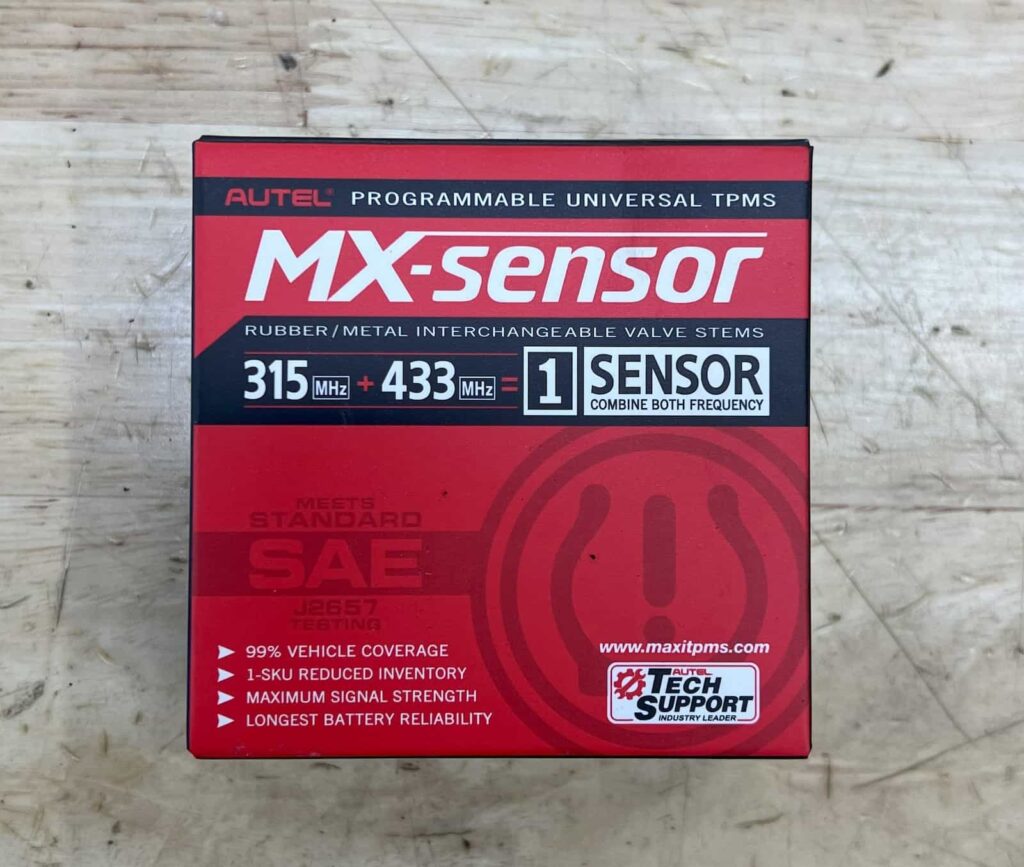 AUTEL® PROGRAMMABLE UNIVERSAL TPMS
MX-sensor
RUBBER/METAL INTERCHANGEABLE VALVE STEMS
315 MHz + 433 MHz = 1 SENSOR
COMBINE BOTH FREQUENCY
MEETS
STANDARD
SAE
J2657
TESTING
99% VEHICLE COVERAGE
1-SKU REDUCED INVENTORY
MAXIMUM SIGNAL STRENGTH
LONGEST BATTERY RELIABILITY
www.maxitpms.com
AUTEL
TECH
SUPPORT
INDUSTRY LEADER